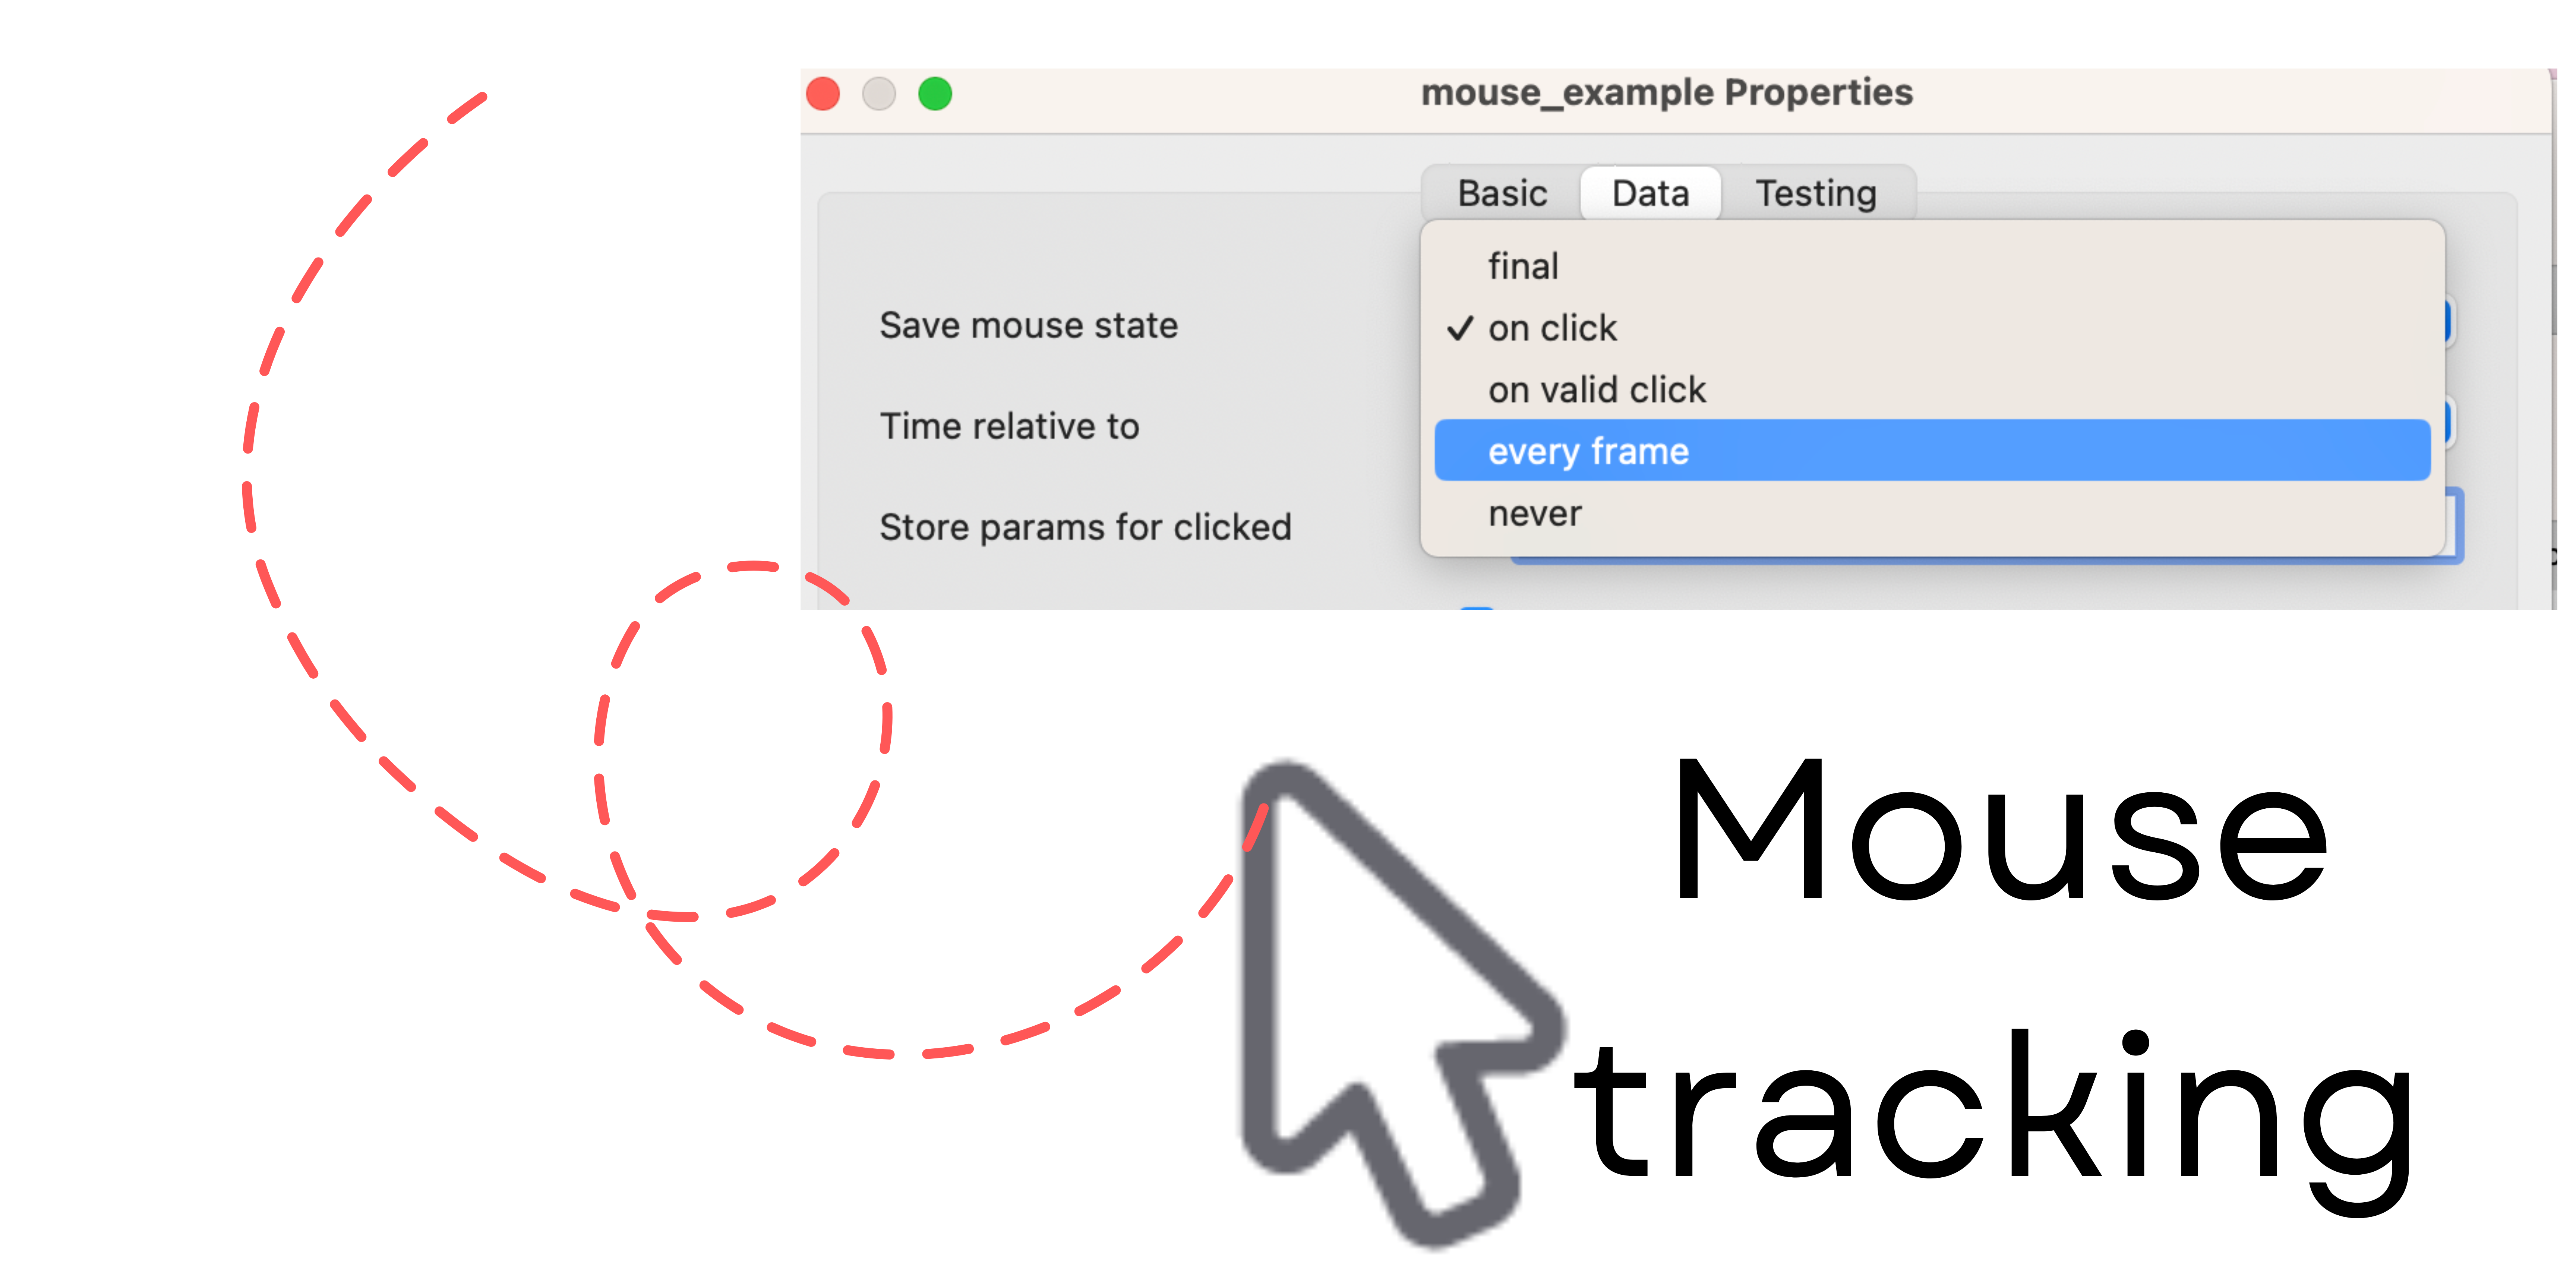 mouse_example Properties
Basic Data Testing
final
Save mouse state
✓ on click
on valid click
Time relative to
every frame
Store params for clicked
never
Mouse
tracking